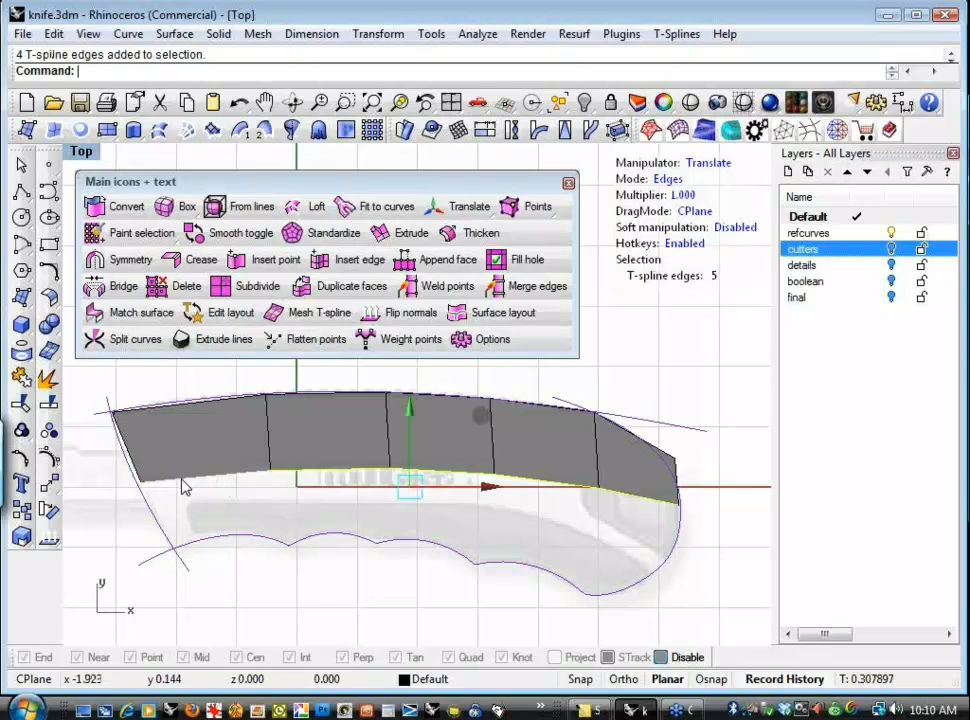 knife.3dm - Rhinoceros (Commercial) - [Top]
File Edit View Curve Surface Solid Mesh Dimension Transform Tools Analyze Render Resurf Plugins T-Splines Help
4 T-spline edges added to selection.
Command:
Top
Main icons + text
Convert Box From lines Loft Fit to curves Translate Points
Paint selection Smooth toggle Standardize Extrude Thicken
Symmetry Crease Insert point Insert edge Append face Fill hole
Bridge Delete Subdivide Duplicate faces Weld points Merge edges
Match surface Edit layout Mesh T-spline Flip normals Surface layout
Split curves Extrude lines Flatten points Weight points Options
Manipulator: Translate
Mode: Edges
Multiplier: 1.000
DragMode: CPlane
Soft manipulation: Disabled
Hotkeys: Enabled
Selection
T-spline edges: 5
Layers - All Layers
Name
Default
refcurves
cutters
details
boolean
final
y
x
End Near Point Mid Cen Int Perp Tan Quad Knot Project STrack Disable
CPlane x -1.923 y 0.144 z 0.000 0.000 Default Snap Ortho Planar Osnap Record History T: 0.307897
10:10 AM